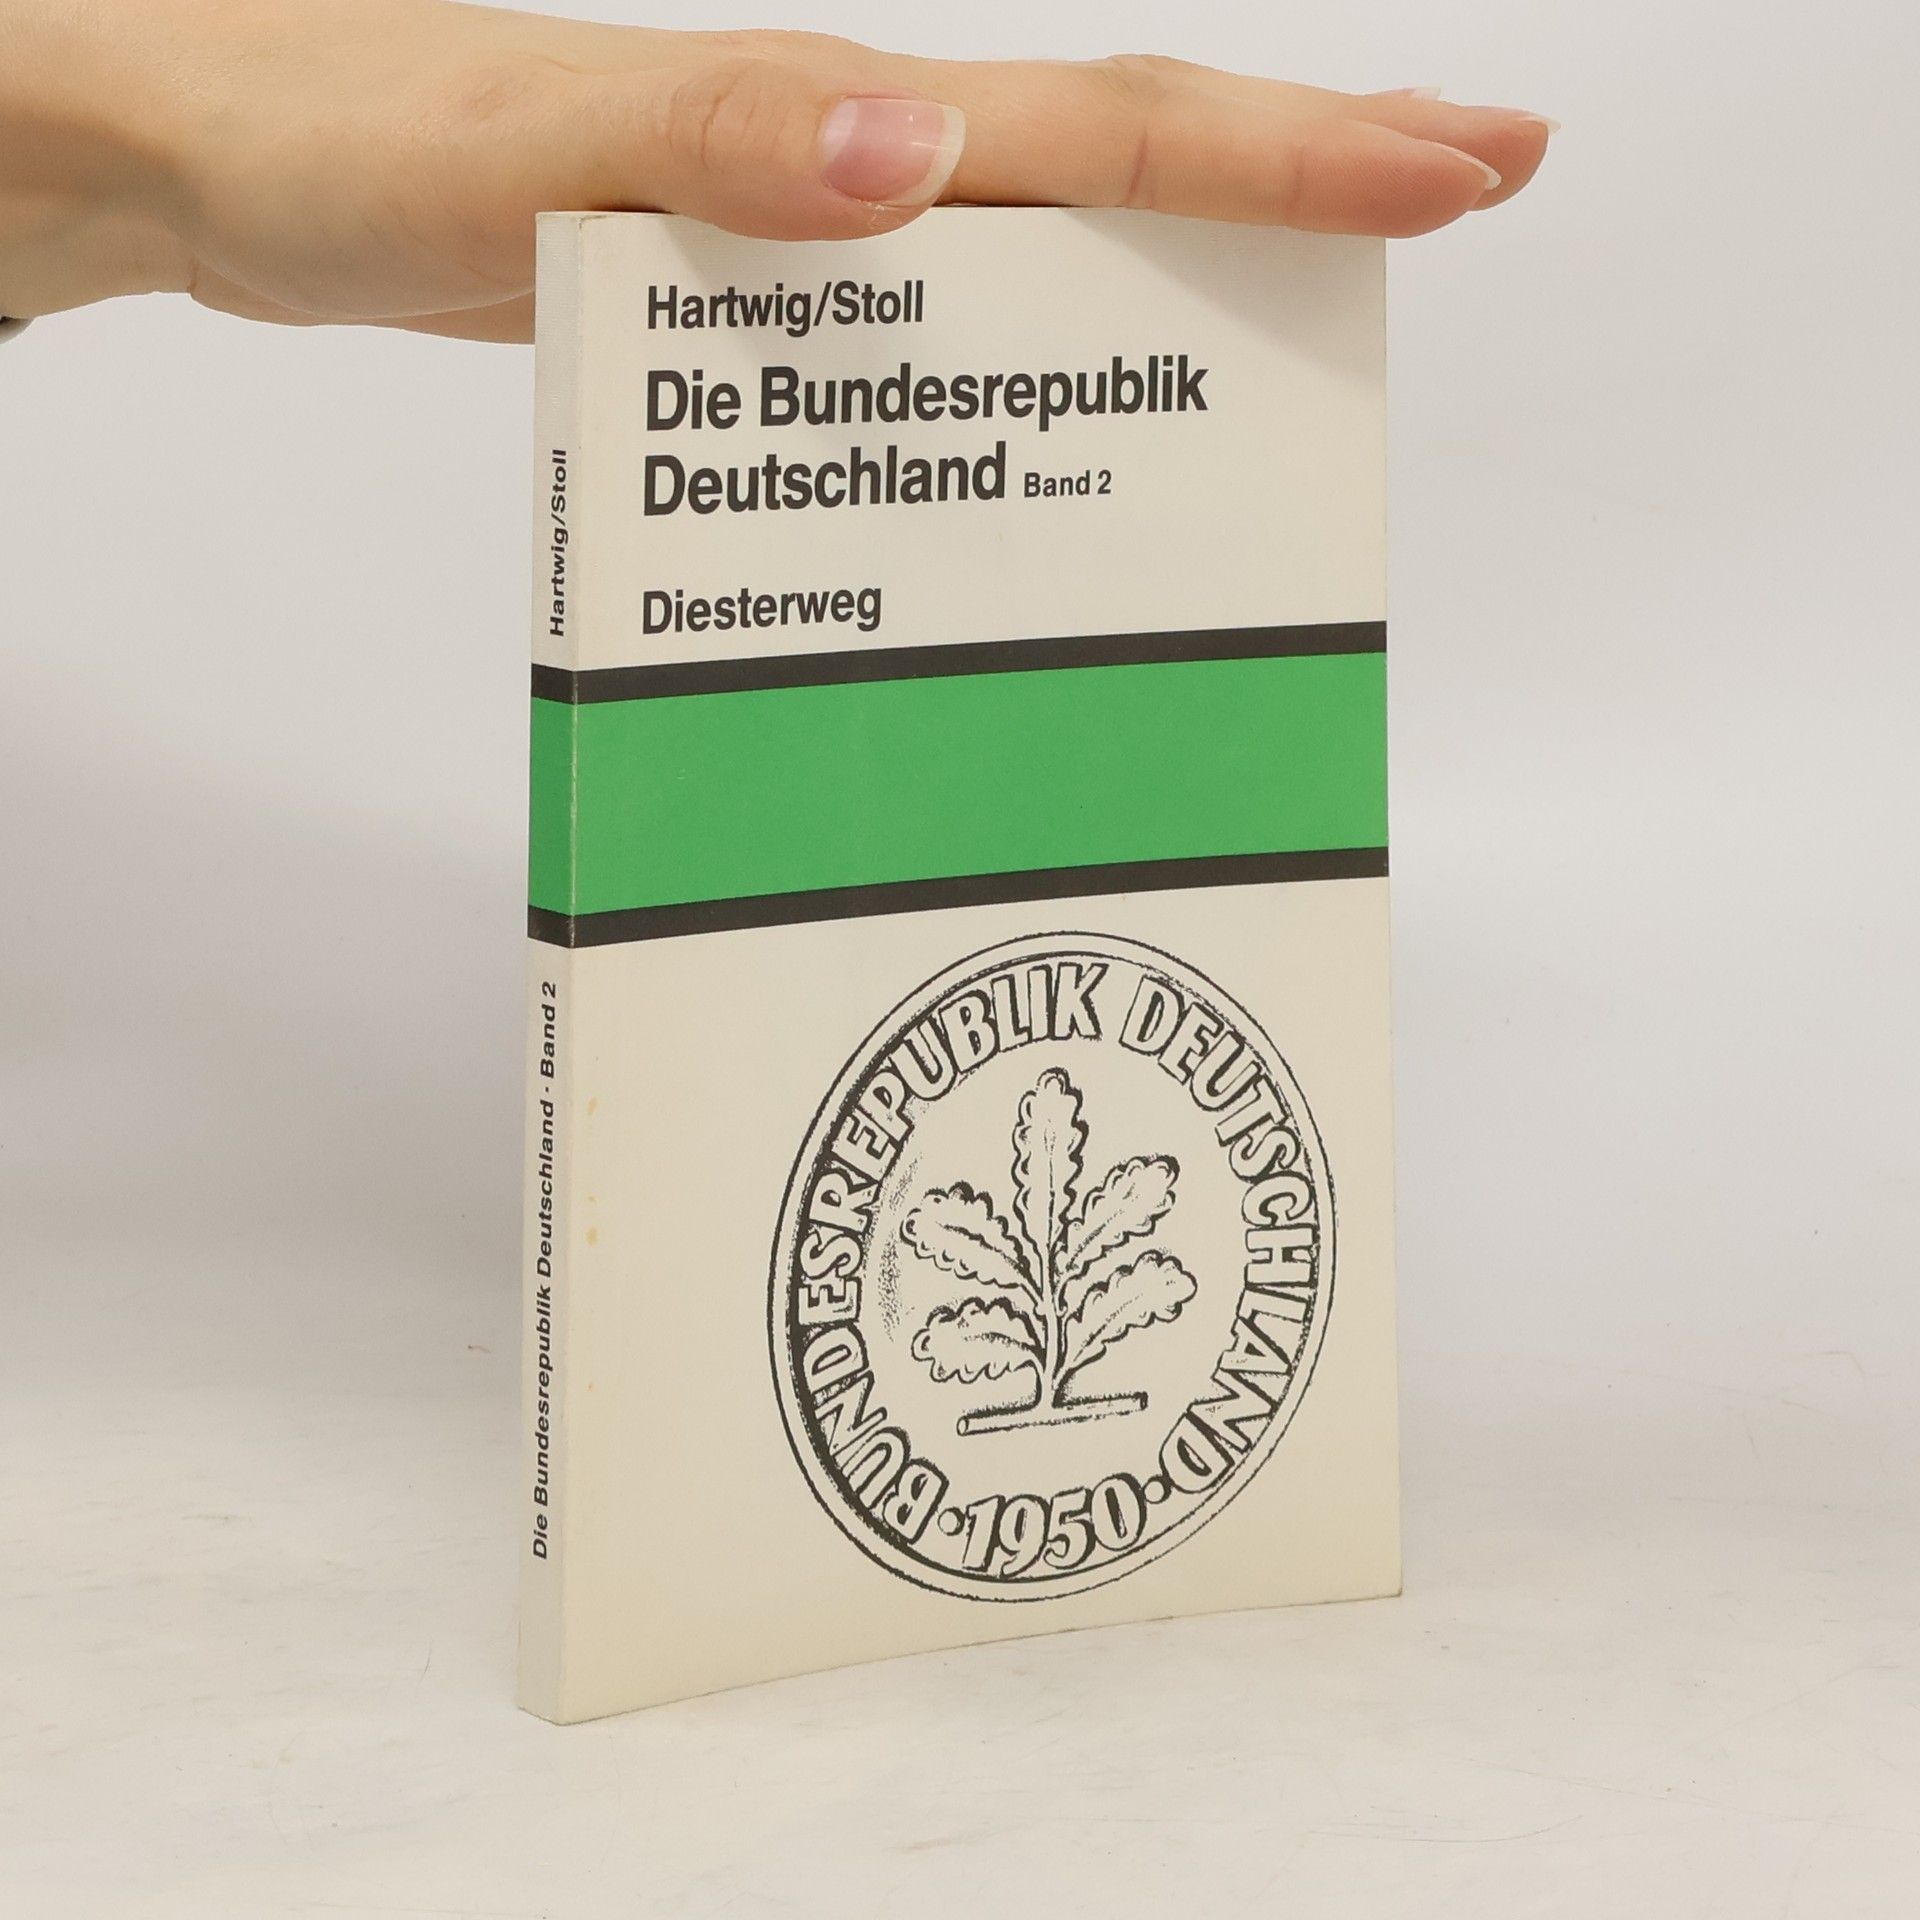 Hartwig/Stoll
Die Bundesrepublik
Deutschland Band 2
Diesterweg
BUNDESREPUBLIK DEUTSCHLAND
· 1950 ·
Hartwig/Stoll
Die Bundesrepublik Deutschland · Band 2